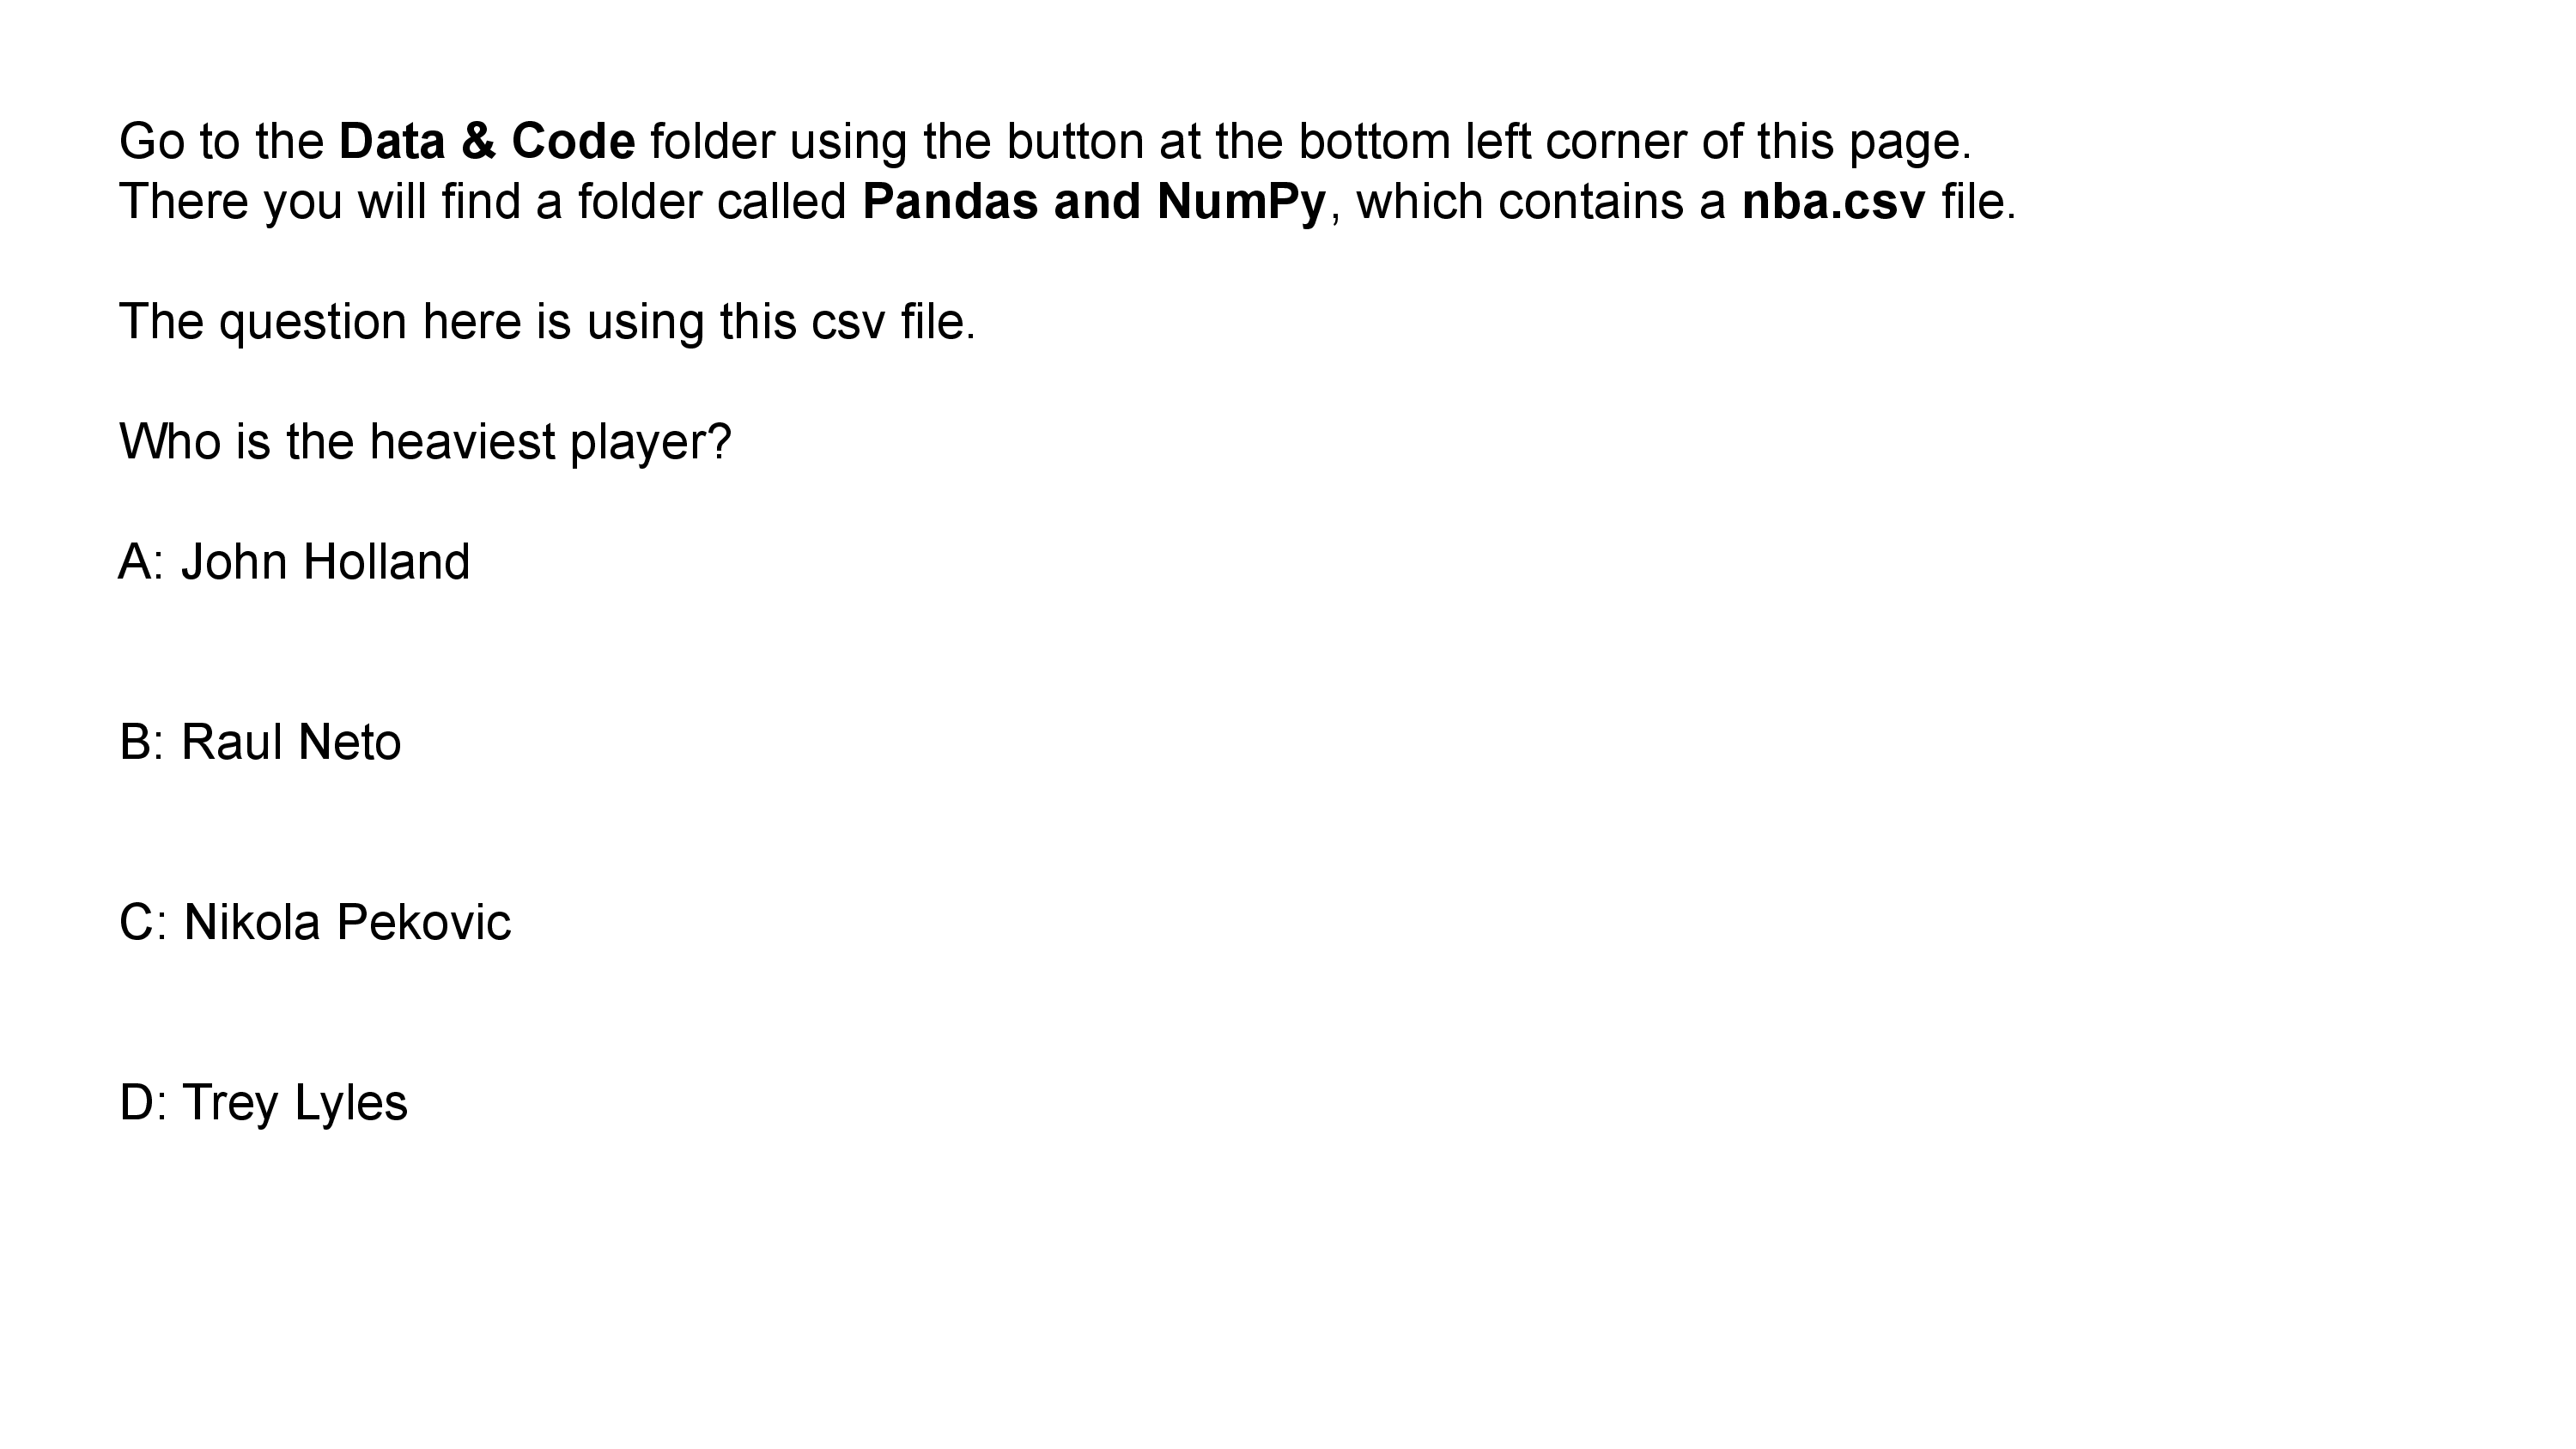 Go to the Data & Code folder using the button at the bottom left corner of this page.
There you will find a folder called Pandas and NumPy, which contains a nba.csv file.
The question here is using this csv file.
Who is the heaviest player?
A: John Holland
B: Raul Neto
C: Nikola Pekovic
D: Trey Lyles